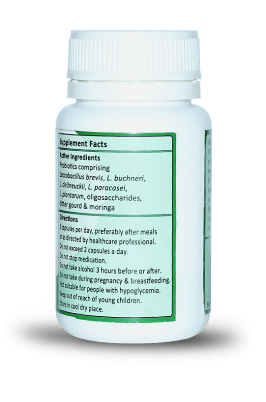 Supplement Facts
Active Ingredients
Probiotics comprising
Lactobacillus brevis, L. buchneri,
L. delbrueckii, L. paracasei,
L. plantarum, oligosaccharides,
bitter gourd & moringa
Directions
capsules per day, preferably after meals
or as directed by healthcare professional.
Do not exceed 2 capsules a day.
Do not stop medication.
Do not take alcohol 3 hours before or after.
Do not take during pregnancy & breastfeeding.
Not suitable for people with hypoglycemia.
Keep out of reach of young children.
Store in cool dry place.